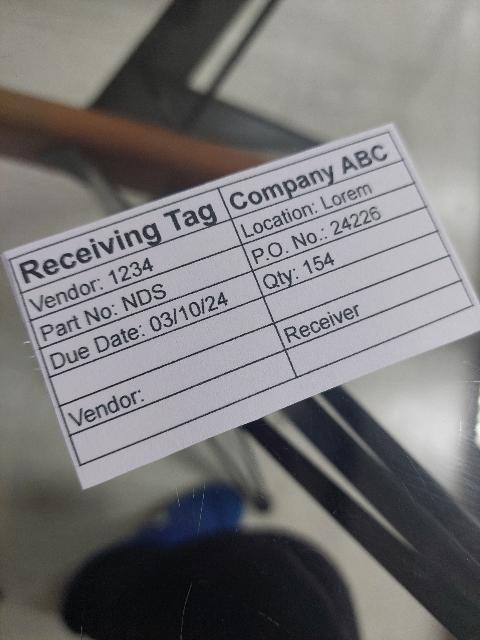 Receiving Tag Company ABC
Vendor: 1234 Location: Lorem
Part No: NDS P.O. No.: 24226
Due Date: 03/10/24 Qty: 154
Vendor: Receiver